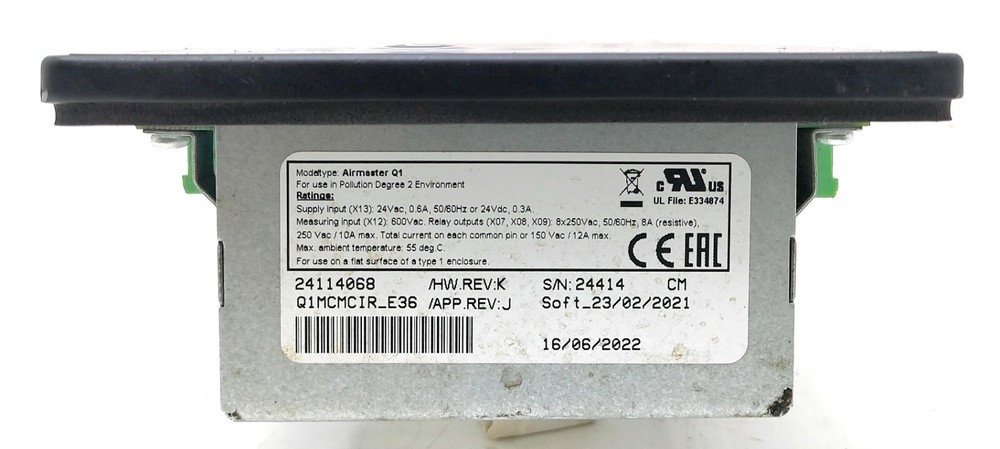 Modeltype: Airmaster Q1
For use in Pollution Degree 2 Environment
Ratings:
Supply input (X13): 24Vac, 0.6A, 50/60Hz or 24Vdc, 0.3A.
Measuring input (X12): 600Vac. Relay outputs (X07, X08, X09): 8x250Vac, 50/60Hz, 8A (resistive),
250 Vac / 10A max. Total current on each common pin or 150 Vac / 12A max.
Max. ambient temperature: 55 deg.C.
For use on a flat surface of a type 1 enclosure.
c RU US
UL File: E334074
CE EAC
24114068 /HW.REV:K S/N: 24414 CM
Q1MCMCIR_E36 /APP.REV:J Soft_23/02/2021
16/06/2022